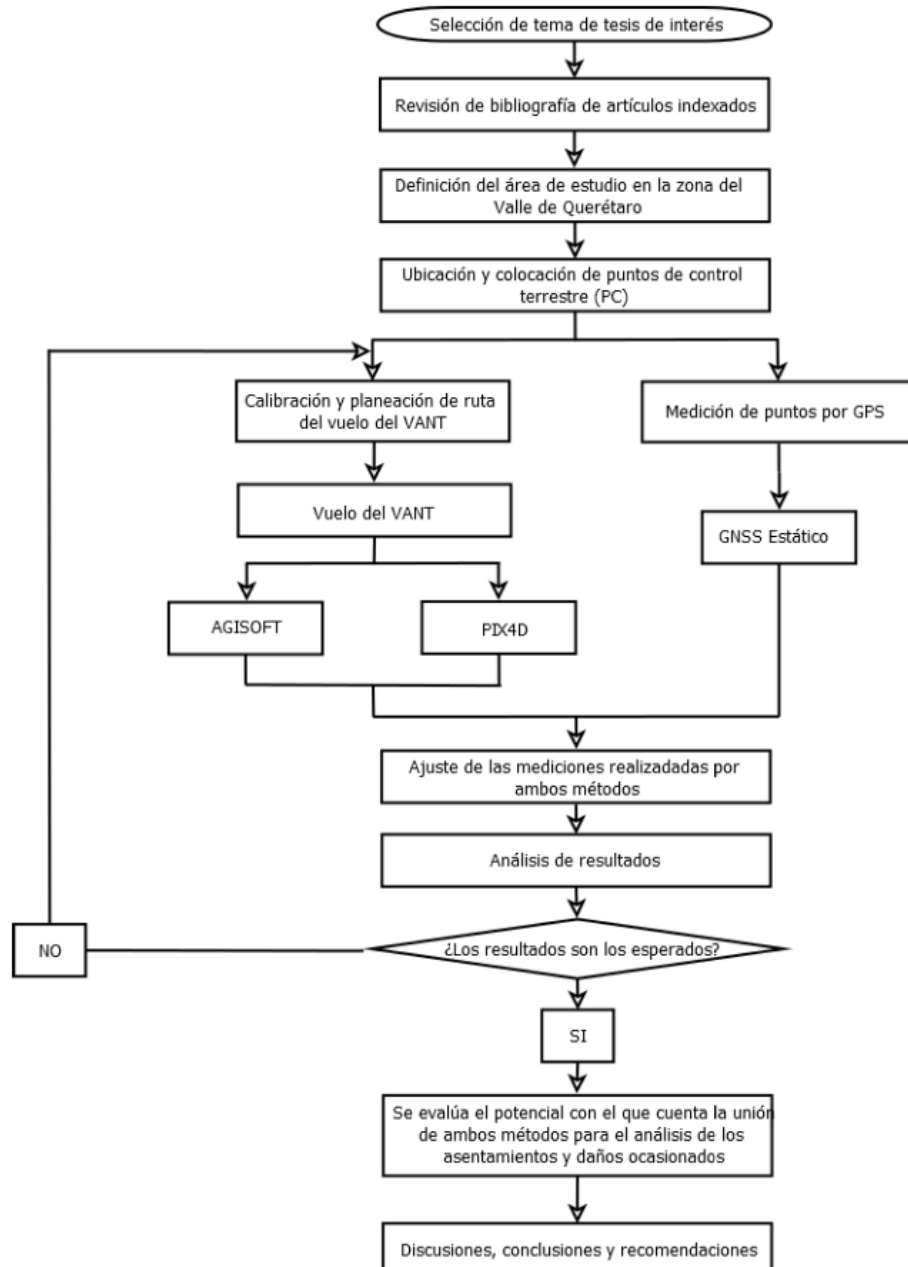 Selección de tema de tesis de interés
Revisión de bibliografía de artículos indexados
Definición del área de estudio en la zona del
Valle de Querétaro
Ubicación y colocación de puntos de control
terrestre (PC)
Calibración y planeación de ruta
del vuelo del VANT
Medición de puntos por GPS
Vuelo del VANT
GNSS Estático
AGISOFT
PIX4D
Ajuste de las mediciones realizadadas por
ambos métodos
Análisis de resultados
¿Los resultados son los esperados?
NO
SI
Se evalúa el potencial con el que cuenta la unión
de ambos métodos para el análisis de los
asentamientos y daños ocasionados
Discusiones, conclusiones y recomendaciones